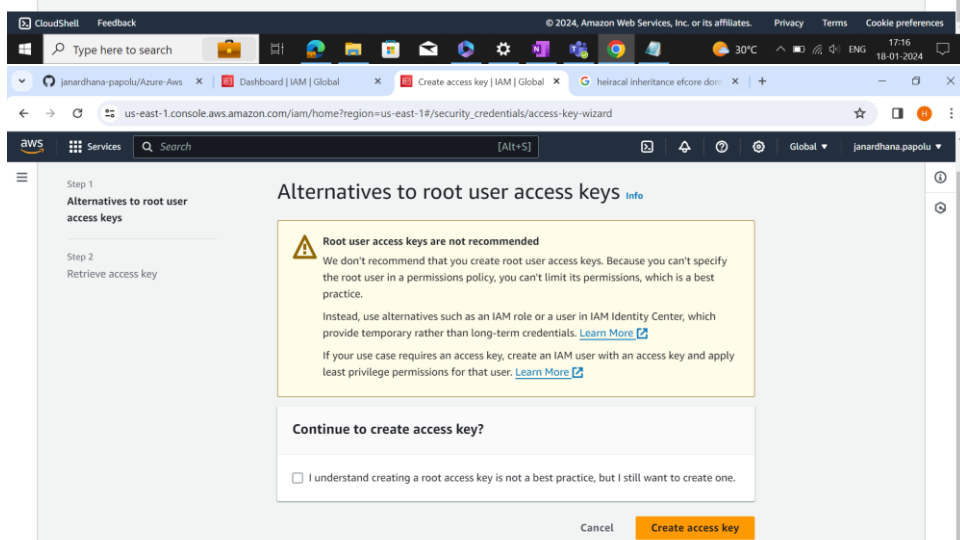 CloudShell Feedback © 2024, Amazon Web Services, Inc. or its affiliates. Privacy Terms Cookie preferences
Type here to search 30°C ENG 17:16
18-01-2024
janardhana-papolu/Azure-Aws Dashboard | IAM | Global Create access key | IAM | Global heiracal inheritance efcore dont
us-east-1.console.aws.amazon.com/iam/home?region=us-east-1#/security_credentials/access-key-wizard H
aws Services Search [Alt+S] Global janardhana.papolu
Step 1
Alternatives to root user
access keys
Step 2
Retrieve access key
Alternatives to root user access keys Info
Root user access keys are not recommended
We don't recommend that you create root user access keys. Because you can't specify
the root user in a permissions policy, you can't limit its permissions, which is a best
practice.
Instead, use alternatives such as an IAM role or a user in IAM Identity Center, which
provide temporary rather than long-term credentials. Learn More
If your use case requires an access key, create an IAM user with an access key and apply
least privilege permissions for that user. Learn More
Continue to create access key?
I understand creating a root access key is not a best practice, but I still want to create one.
Cancel Create access key